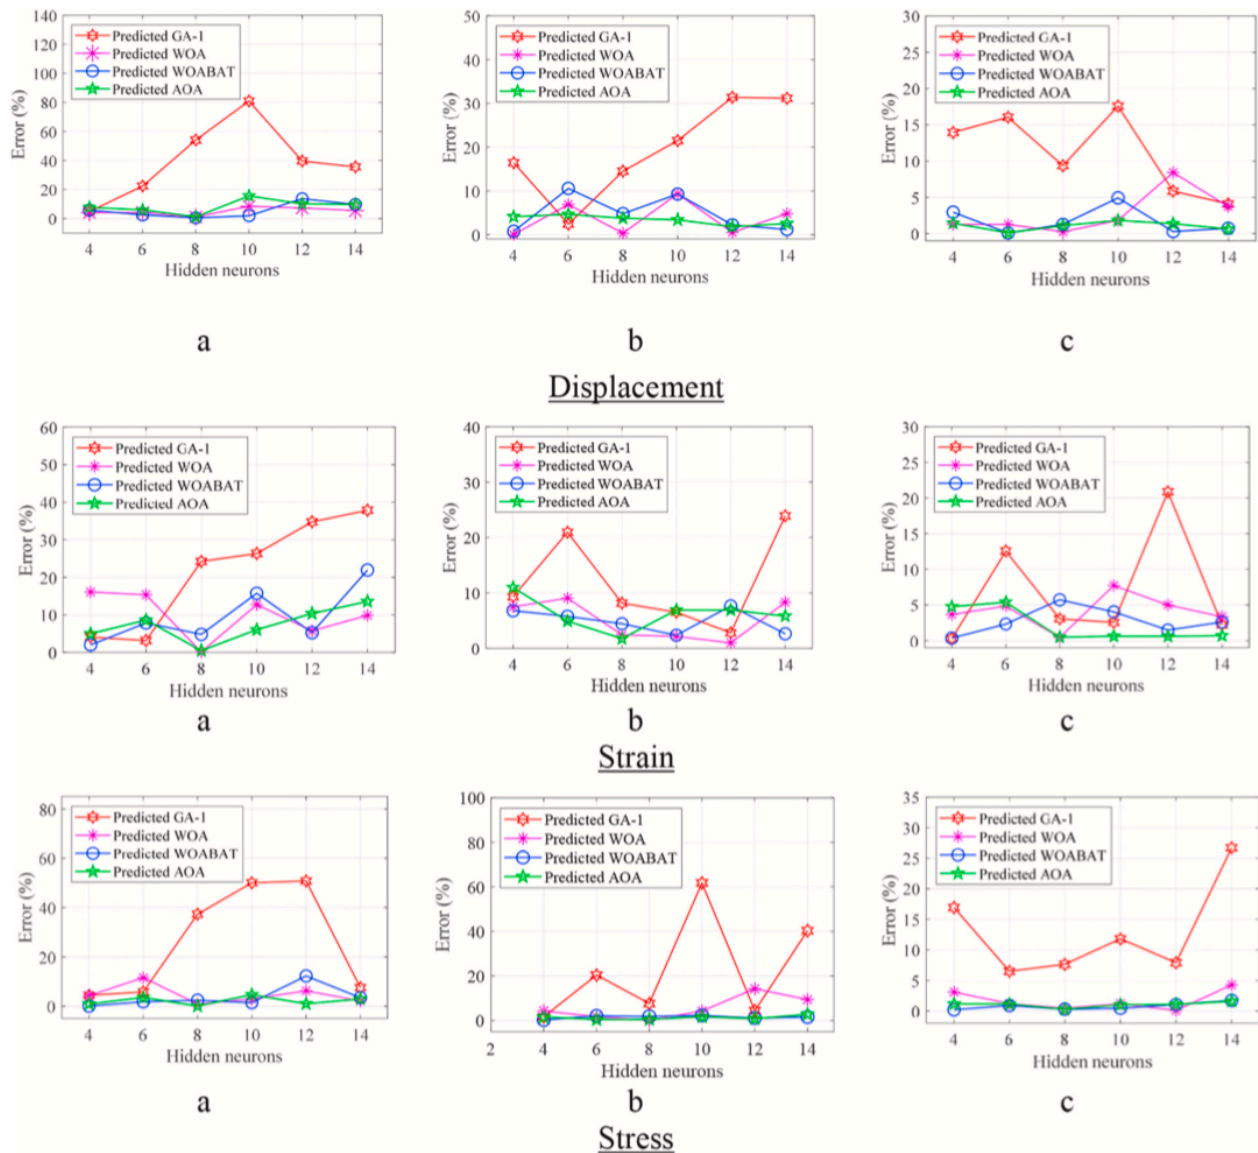 140
120
100
80
60
40
20
0
Error (%)
Predicted GA-1
Predicted WOA
Predicted WOABAT
Predicted AOA
4 6 8 10 12 14
Hidden neurons
50
40
30
20
10
0
Error (%)
Predicted GA-1
Predicted WOA
Predicted WOABAT
Predicted AOA
4 6 8 10 12 14
Hidden neurons
30
25
20
15
10
5
0
Error (%)
Predicted GA-1
Predicted WOA
Predicted WOABAT
Predicted AOA
4 6 8 10 12 14
Hidden neurons
a b c
Displacement
60
50
40
30
20
10
0
Error (%)
Predicted GA-1
Predicted WOA
Predicted WOABAT
Predicted AOA
4 6 8 10 12 14
Hidden neurons
40
30
20
10
0
Error (%)
Predicted GA-1
Predicted WOA
Predicted WOABAT
Predicted AOA
4 6 8 10 12 14
Hidden neurons
30
25
20
15
10
5
0
Error (%)
Predicted GA-1
Predicted WOA
Predicted WOABAT
Predicted AOA
4 6 8 10 12 14
Hidden neurons
a b c
Strain
80
60
40
20
0
Error (%)
Predicted GA-1
Predicted WOA
Predicted WOABAT
Predicted AOA
4 6 8 10 12 14
Hidden neurons
100
80
60
40
20
0
Error (%)
Predicted GA-1
Predicted WOA
Predicted WOABAT
Predicted AOA
2 4 6 8 10 12 14
Hidden neurons
35
30
25
20
15
10
5
0
Error (%)
Predicted GA-1
Predicted WOA
Predicted WOABAT
Predicted AOA
4 6 8 10 12 14
Hidden neurons
a b c
Stress